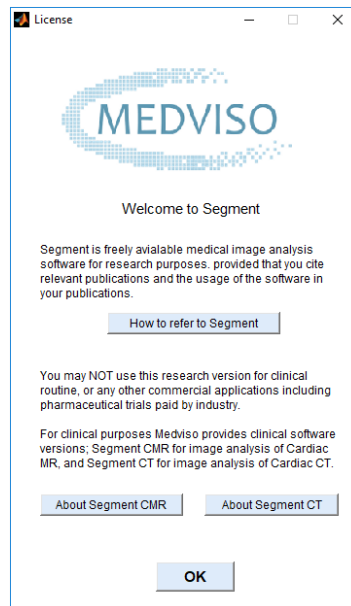 License
MEDVISO
Welcome to Segment
Segment is freely avialable medical image analysis
software for research purposes. provided that you cite
relevant publications and the usage of the software in
your publications.
How to refer to Segment
You may NOT use this research version for clinical
routine, or any other commercial applications including
pharmaceutical trials paid by industry.
For clinical purposes Medviso provides clinical software
versions; Segment CMR for image analysis of Cardiac
MR, and Segment CT for image analysis of Cardiac CT.
About Segment CMR
About Segment CT
OK